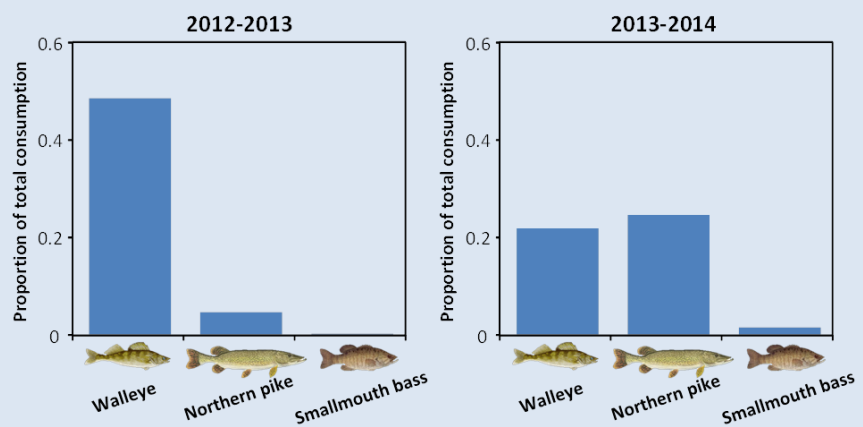 2012-2013
Proportion of total consumption
0.6
0.4
0.2
0
Walleye
Northern pike
Smallmouth bass
2013-2014
Proportion of total consumption
0.6
0.4
0.2
0
Walleye
Northern pike
Smallmouth bass